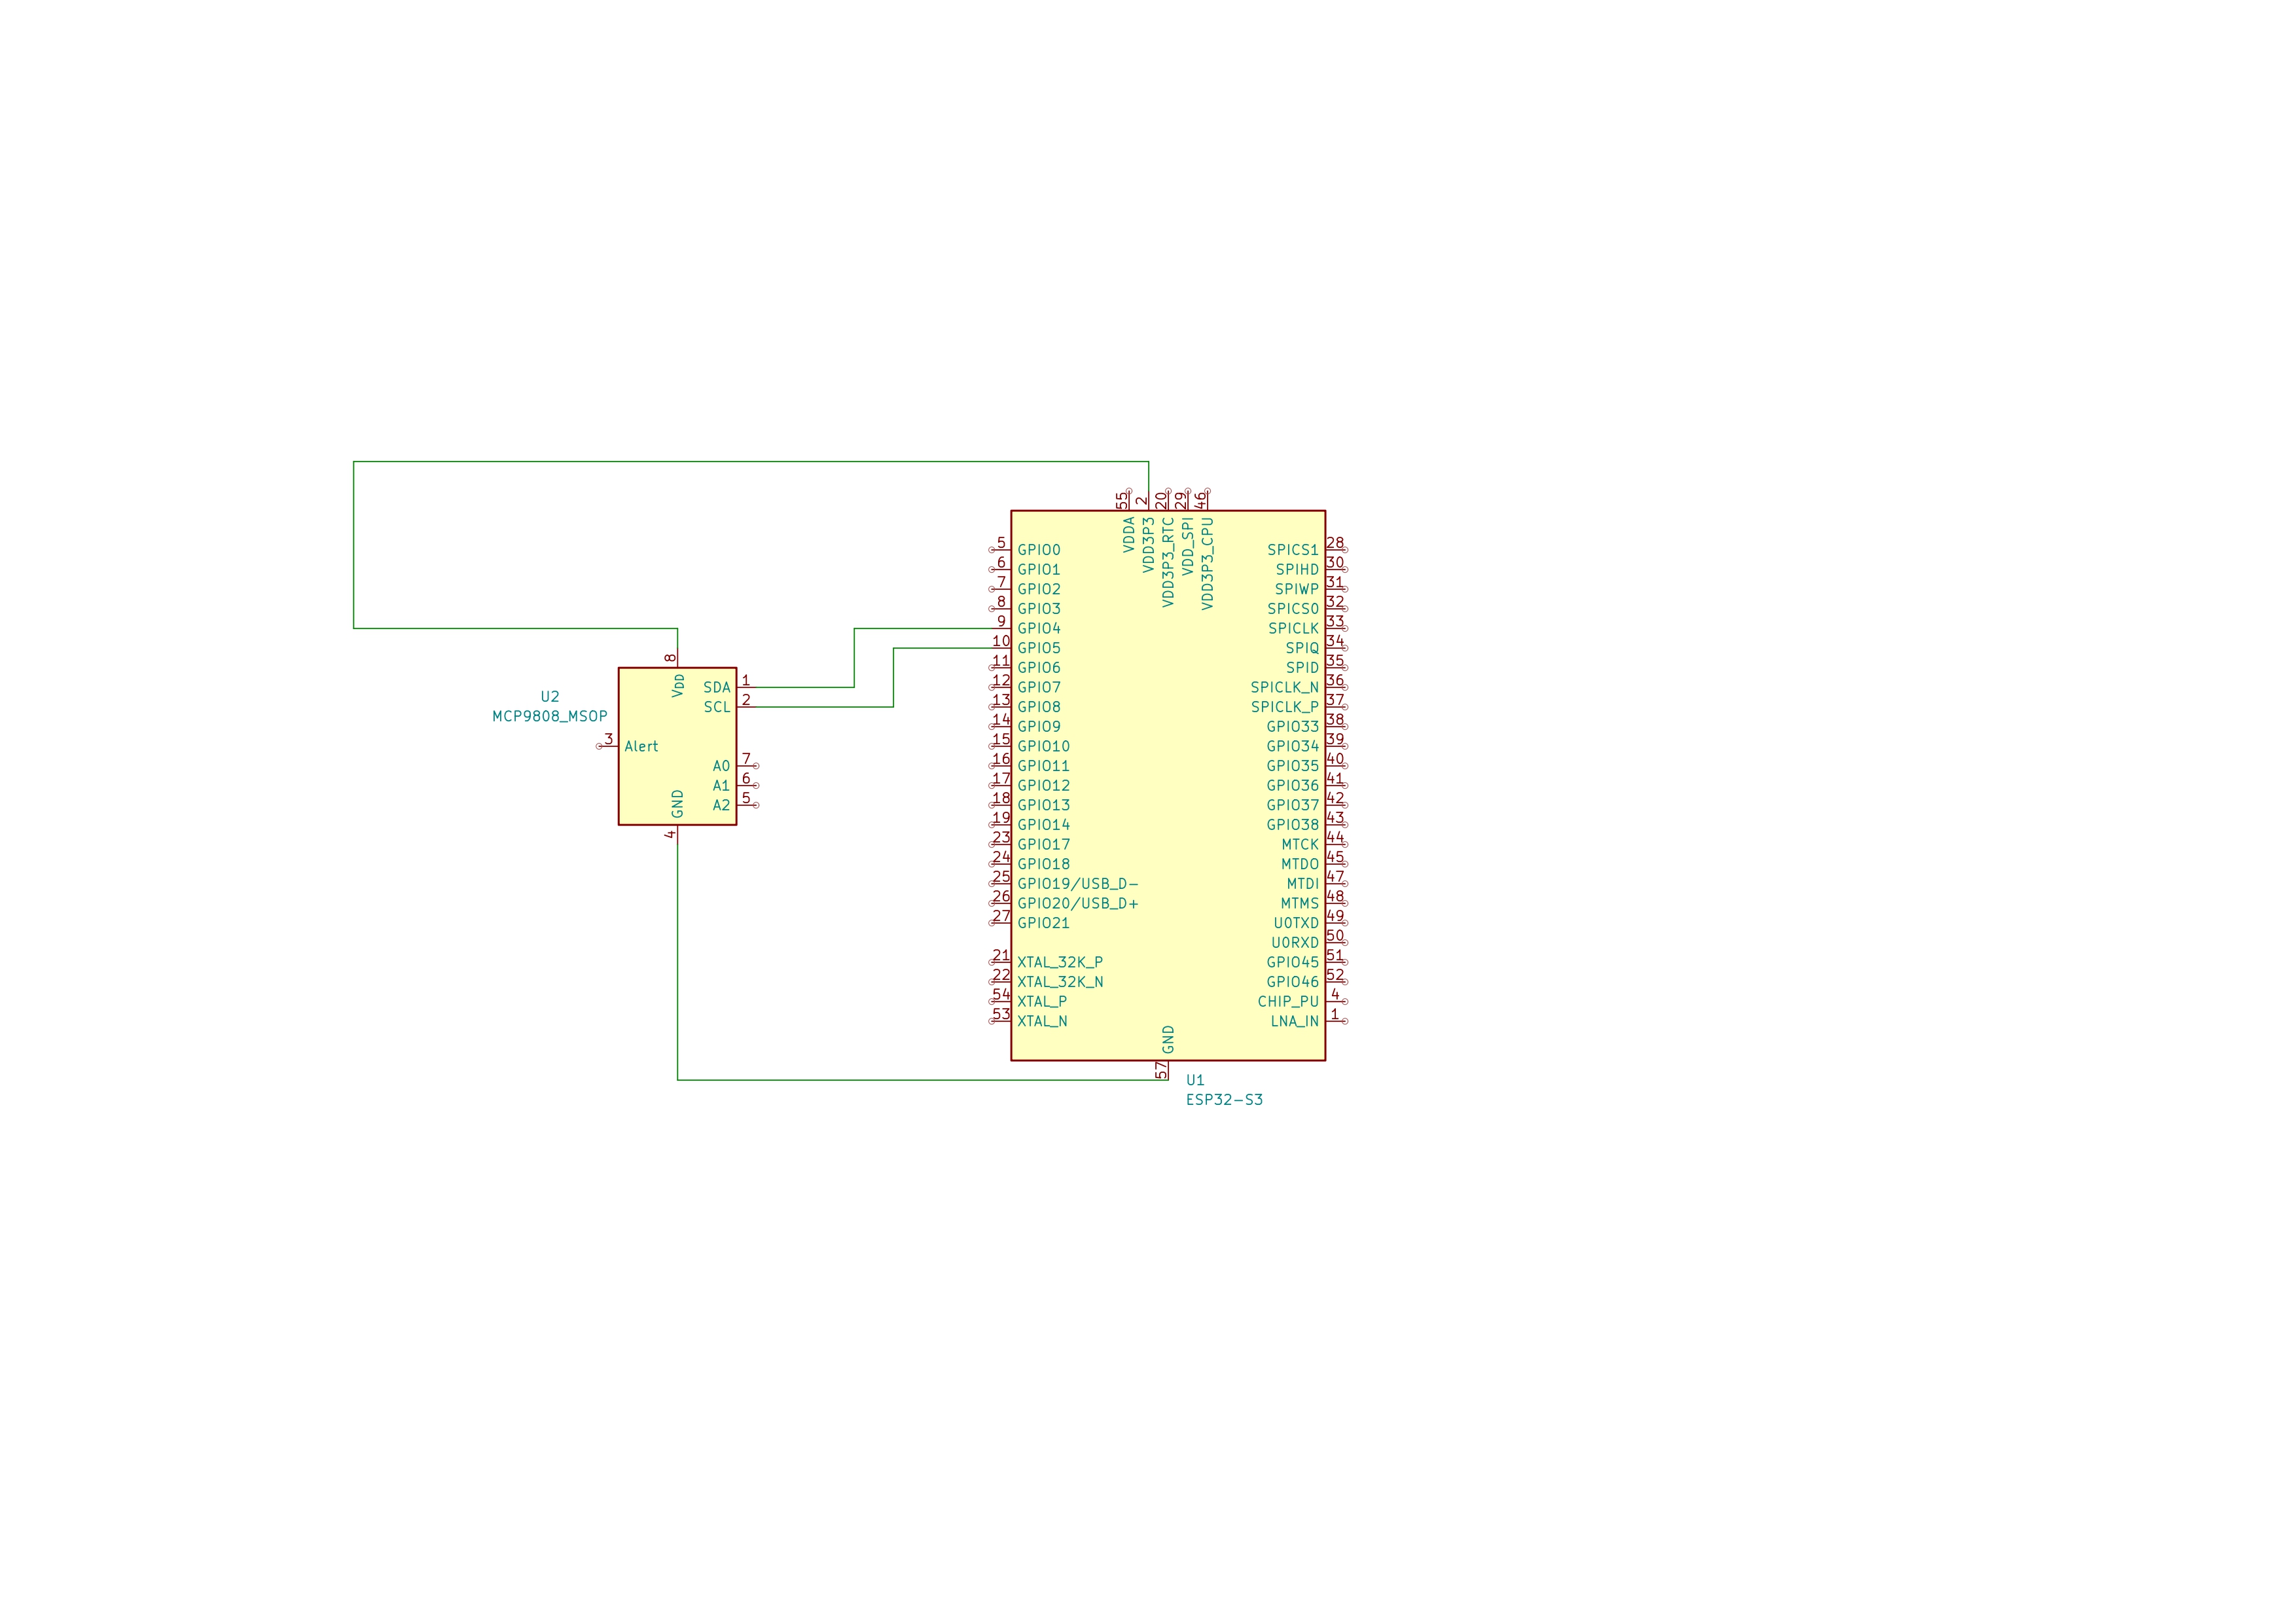 55
2
20
29
46
VDDA
VDD3P3
VDD3P3_RTC
VDD_SPI
VDD3P3_CPU
5 GPIO0 SPICS1 28
6 GPIO1 SPIHD 30
7 GPIO2 SPIWP 31
8 GPIO3 SPICS0 32
9 GPIO4 SPICLK 33
10 GPIO5 SPIQ 34
11 GPIO6 SPID 35
12 GPIO7 SPICLK_N 36
13 GPIO8 SPICLK_P 37
14 GPIO9 GPIO33 38
15 GPIO10 GPIO34 39
16 GPIO11 GPIO35 40
17 GPIO12 GPIO36 41
18 GPIO13 GPIO37 42
19 GPIO14 GPIO38 43
23 GPIO17 MTCK 44
24 GPIO18 MTDO 45
25 GPIO19/USB_D- MTDI 47
26 GPIO20/USB_D+ MTMS 48
27 GPIO21 U0TXD 49
U0RXD 50
21 XTAL_32K_P GPIO45 51
22 XTAL_32K_N GPIO46 52
54 XTAL_P CHIP_PU 4
53 XTAL_N LNA_IN 1
GND
57
U1
ESP32-S3
8
VDD
U2
MCP9808_MSOP
SDA 1
SCL 2
3 Alert
A0 7
A1 6
A2 5
GND
4